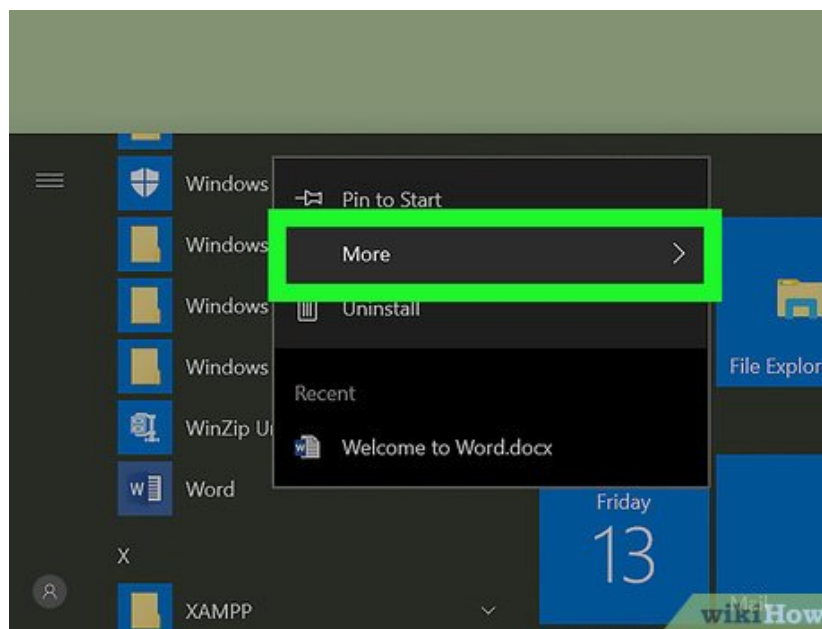 Windows
Pin to Start
Windows
More
Windows
Uninstall
Windows
Recent
File Explor
WinZip U
Welcome to Word.docx
Word
Friday
13
X
XAMPP
Mail
wikiHow